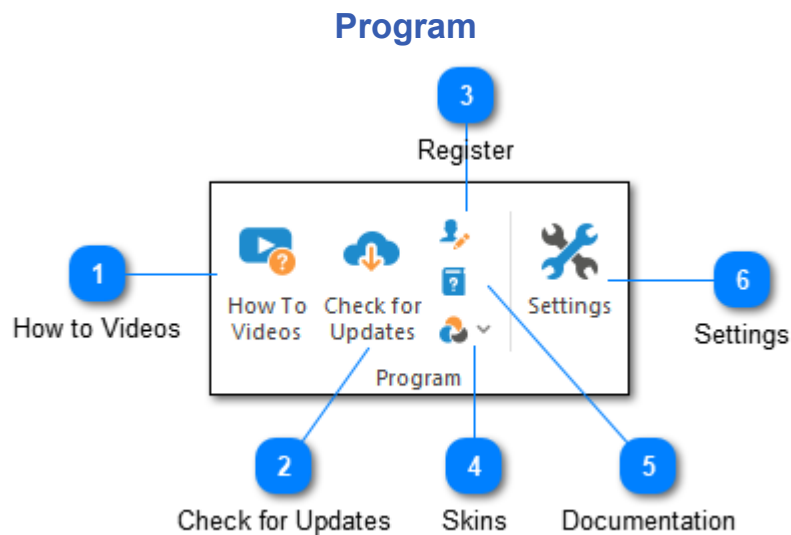 Program
3
Register
1
How to Videos
How To
Videos
Check for
Updates
?
?
Settings
6
Settings
Program
2
Check for Updates
4
Skins
5
Documentation